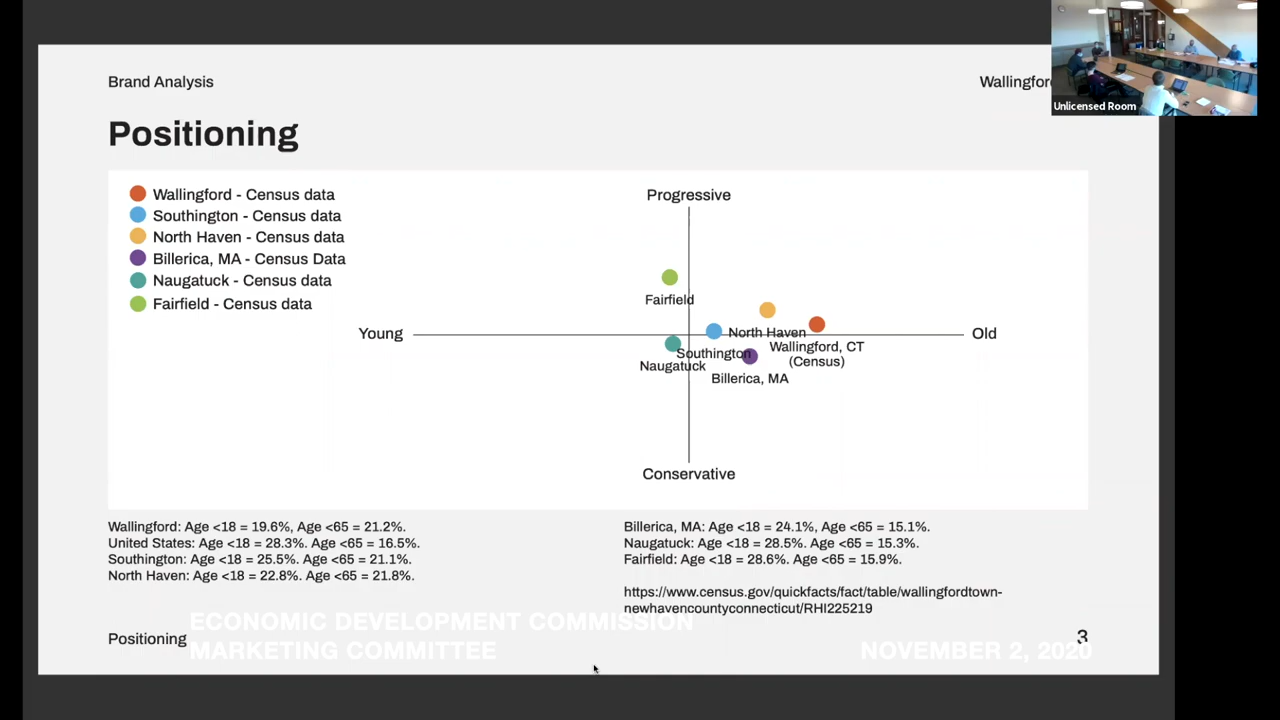 Brand Analysis
Unlicensed Room
Positioning
Wallingford - Census data
Southington - Census data
North Haven - Census data
Billerica, MA - Census Data
Naugatuck - Census data
Fairfield - Census data
Progressive
Fairfield
Young
Old
North Haven
Wallingford, CT
(Census)
Southington
Naugatuck
Billerica, MA
Conservative
Wallingford: Age <18 = 19.6%, Age <65 = 21.2%.
United States: Age <18 = 28.3%. Age <65 = 16.5%.
Southington: Age <18 = 25.5%. Age <65 = 21.1%.
North Haven: Age <18 = 22.8%. Age <65 = 21.8%.
Billerica, MA: Age <18 = 24.1%, Age <65 = 15.1%.
Naugatuck: Age <18 = 28.5%. Age <65 = 15.3%.
Fairfield: Age <18 = 28.6%. Age <65 = 15.9%.
https://www.census.gov/quickfacts/fact/table/wallingfordtown-
newhavencountyconnecticut/RHI225219
ECONOMIC DEVELOPMENT COMMISSION
MARKETING COMMITTEE
NOVEMBER 2, 2020
Positioning
3